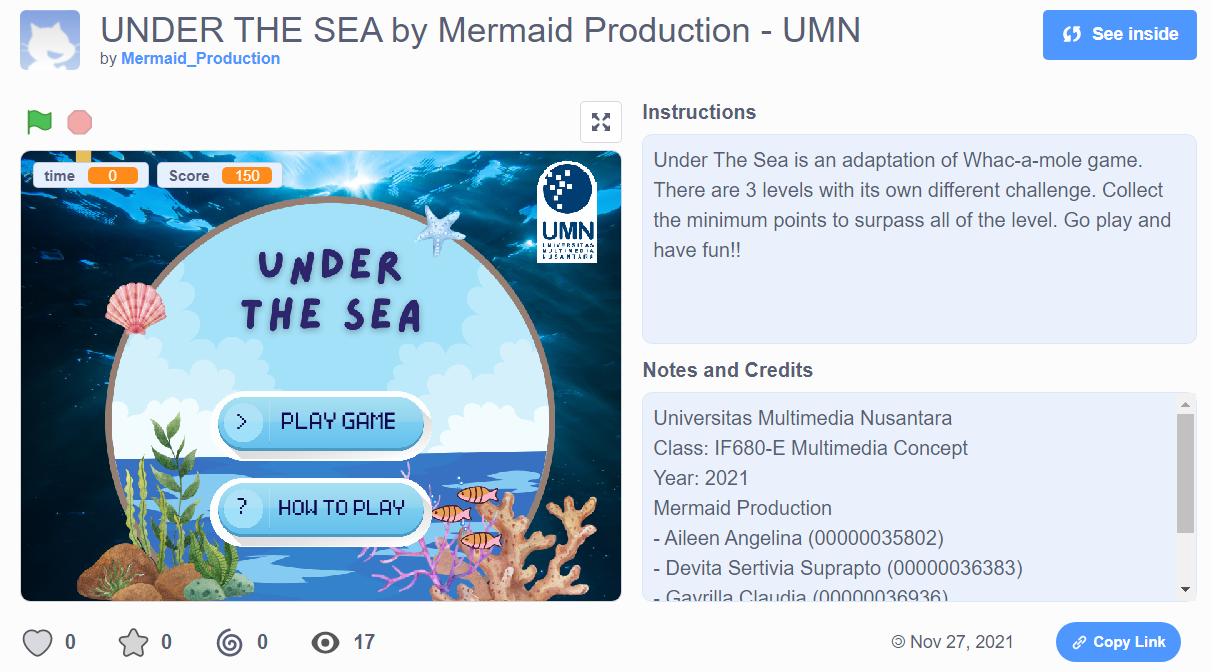 UNDER THE SEA by Mermaid Production - UMN
by Mermaid_Production
See inside
time 0
Score 150
UMN
UNIVERSITAS
MULTIMEDIA
NUSANTARA
UNDER
THE SEA
> PLAY GAME
? HOW TO PLAY
Instructions
Under The Sea is an adaptation of Whac-a-mole game.
There are 3 levels with its own different challenge. Collect
the minimum points to surpass all of the level. Go play and
have fun!!
Notes and Credits
Universitas Multimedia Nusantara
Class: IF680-E Multimedia Concept
Year: 2021
Mermaid Production
- Aileen Angelina (00000035802)
- Devita Sertivia Suprapto (00000036383)
- Gavrilla Claudia (00000036936)
0
0
0
17
© Nov 27, 2021
Copy Link